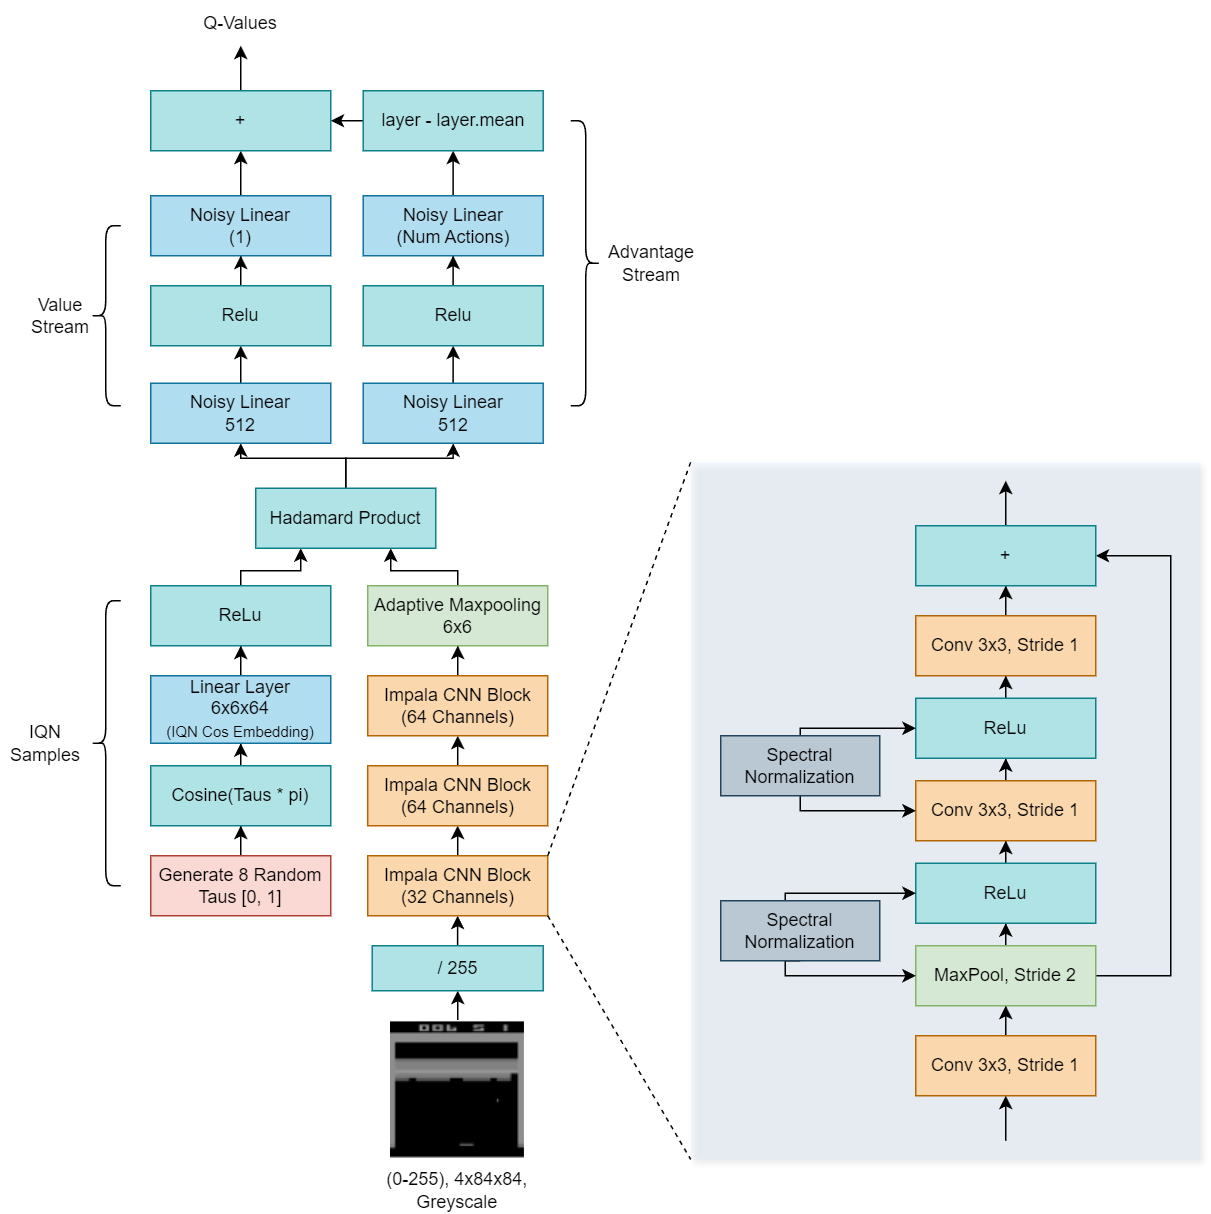 Q-Values
+
layer - layer.mean
Noisy Linear
(1)
Noisy Linear
(Num Actions)
Advantage
Stream
Value
Stream
Relu
Relu
Noisy Linear
512
Noisy Linear
512
Hadamard Product
ReLu
Adaptive Maxpooling
6x6
IQN
Samples
Linear Layer
6x6x64
(IQN Cos Embedding)
Impala CNN Block
(64 Channels)
Cosine(Taus * pi)
Impala CNN Block
(64 Channels)
Generate 8 Random
Taus [0, 1]
Impala CNN Block
(32 Channels)
/ 255
006 5 1
(0-255), 4x84x84,
Greyscale
+
Conv 3x3, Stride 1
ReLu
Spectral
Normalization
Conv 3x3, Stride 1
ReLu
Spectral
Normalization
MaxPool, Stride 2
Conv 3x3, Stride 1